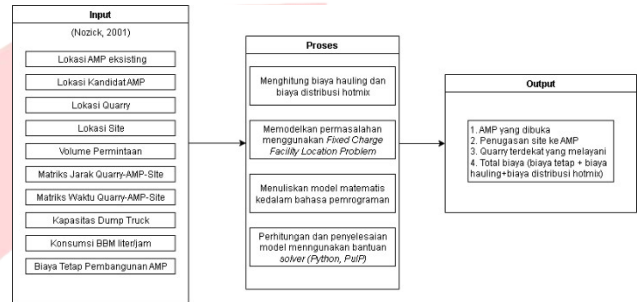 Input
(Nozick, 2001)
Lokasi AMP eksisting
Lokasi Kandidat AMP
Lokasi Quarry
Lokasi Site
Volume Permintaan
Matriks Jarak Quarry-AMP-Site
Matriks Waktu Quarry-AMP-Site
Kapasitas Dump Truck
Konsumsi BBM liter/jam
Biaya Tetap Pembangunan AMP
Proses
Menghitung biaya hauling dan
biaya distribusi hotmix
Memodelkan permasalahan
menggunakan Fixed Charge
Facility Location Problem
Menuliskan model matematis
kedalam bahasa pemrograman
Perhitungan dan penyelesaian
model menngunakan bantuan
solver (Python, PulP)
Output
1. AMP yang dibuka
2. Penugasan site ke AMP
3. Quarry terdekat yang melayani
4. Total biaya (biaya tetap + biaya
hauling+biaya distribusi hotmix)